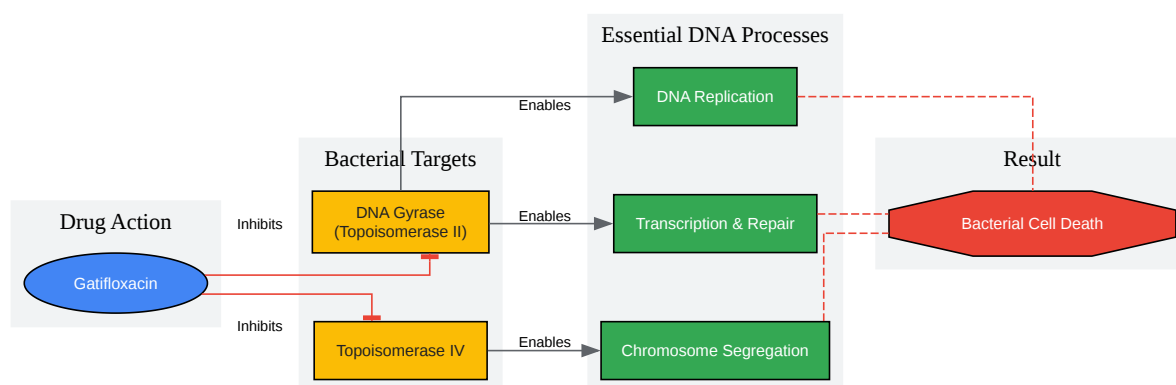 Essential DNA Processes
DNA Replication
Enables
Bacterial Targets
Result
Drug Action
Inhibits
DNA Gyrase
(Topoisomerase II)
Enables
Transcription & Repair
Bacterial Cell Death
Gatifloxacin
Inhibits
Topoisomerase IV
Enables
Chromosome Segregation